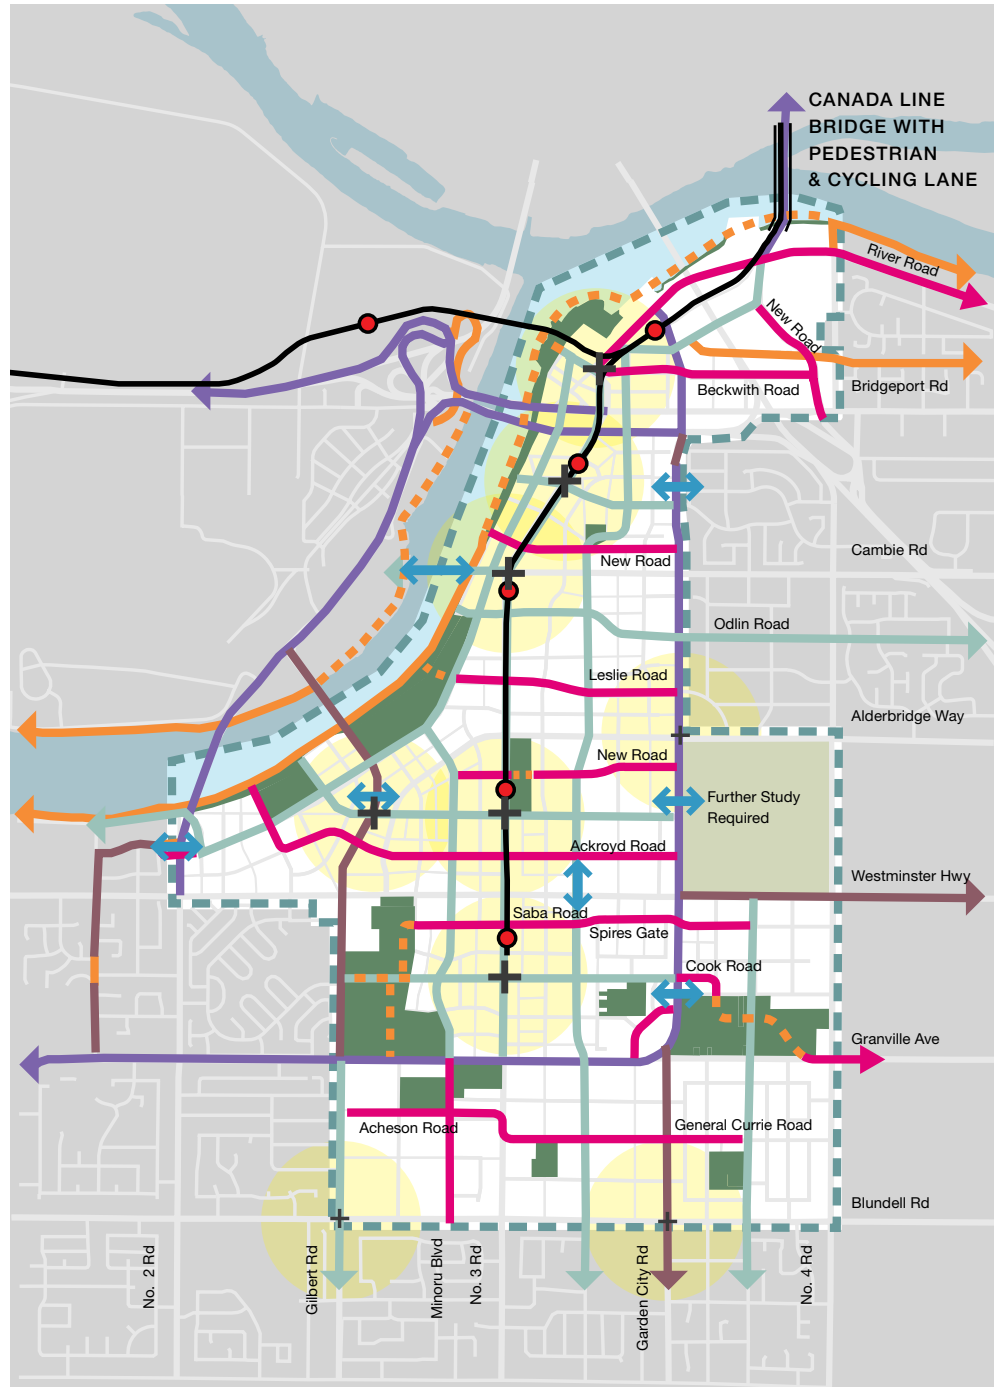 CANADA LINE
BRIDGE WITH
PEDESTRIAN
& CYCLING LANE
River Road
New Road
Beckwith Road
Bridgeport Rd
New Road
Cambie Rd
Odlin Road
Leslie Road
Alderbridge Way
New Road
Further Study
Required
Ackroyd Road
Westminster Hwy
Saba Road
Spires Gate
Cook Road
Granville Ave
Acheson Road
General Currie Road
Blundell Rd
No. 2 Rd
Gilbert Rd
Minoru Blvd
No. 3 Rd
Garden City Rd
No. 4 Rd